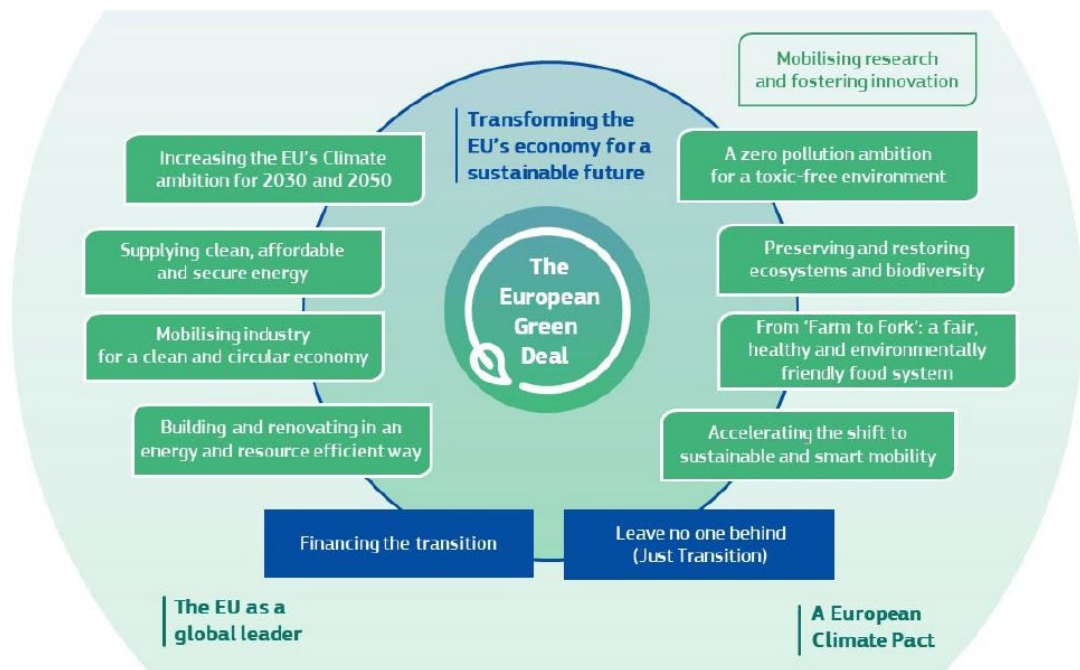 Mobilising research
and fostering innovation
Transforming the
EU's economy for a
sustainable future
Increasing the EU's Climate
ambition for 2030 and 2050
A zero pollution ambition
for a toxic-free environment
Supplying clean, affordable
and secure energy
Preserving and restoring
ecosystems and biodiversity
The
European
Green
Deal
Mobilising industry
for a clean and circular economy
From ‘Farm to Fork’: a fair,
healthy and environmentally
friendly food system
Building and renovating in an
energy and resource efficient way
Accelerating the shift to
sustainable and smart mobility
Financing the transition
Leave no one behind
(Just Transition)
The EU as a
global leader
A European
Climate Pact